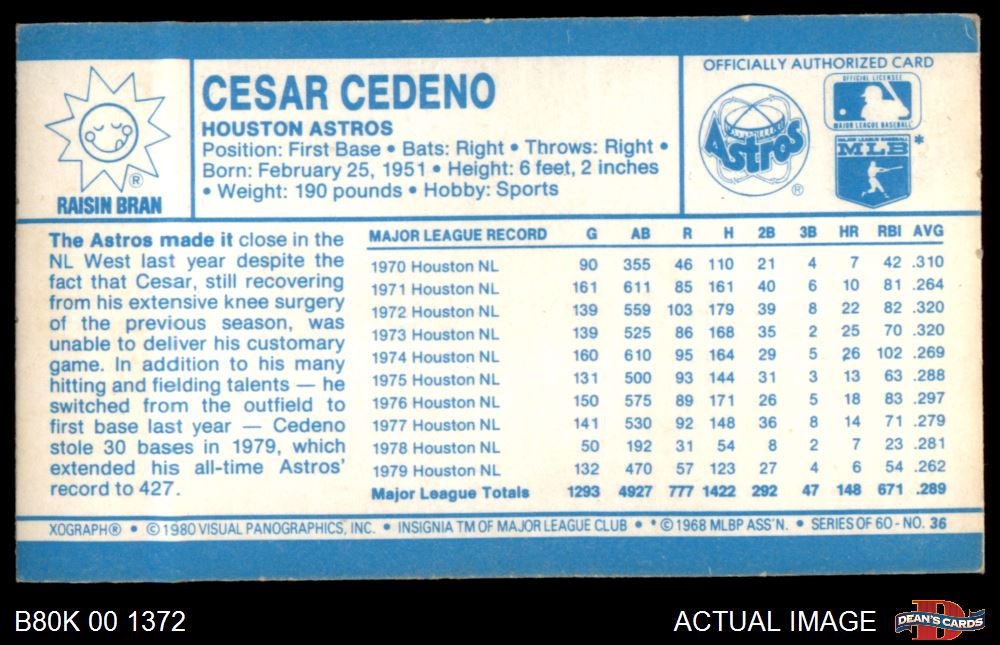 CESAR CEDENO
HOUSTON ASTROS
Position: First Base • Bats: Right • Throws: Right •
Born: February 25, 1951 • Height: 6 feet, 2 inches
• Weight: 190 pounds • Hobby: Sports
®
RAISIN BRAN
OFFICIALLY AUTHORIZED CARD
Astros
®
OFFICIAL LICENSEE
MAJOR LEAGUE BASEBALL
MAJOR LEAGUE BASEBALL
MLB *
The Astros made it close in the
NL West last year despite the
fact that Cesar, still recovering
from his extensive knee surgery
of the previous season, was
unable to deliver his customary
game. In addition to his many
hitting and fielding talents — he
switched from the outfield to
first base last year — Cedeno
stole 30 bases in 1979, which
extended his all-time Astros'
record to 427.
MAJOR LEAGUE RECORD G AB R H 2B 3B HR RBI AVG
1970 Houston NL 90 355 46 110 21 4 7 42 .310
1971 Houston NL 161 611 85 161 40 6 10 81 .264
1972 Houston NL 139 559 103 179 39 8 22 82 .320
1973 Houston NL 139 525 86 168 35 2 25 70 .320
1974 Houston NL 160 610 95 164 29 5 26 102 .269
1975 Houston NL 131 500 93 144 31 3 13 63 .288
1976 Houston NL 150 575 89 171 26 5 18 83 .297
1977 Houston NL 141 530 92 148 36 8 14 71 .279
1978 Houston NL 50 192 31 54 8 2 7 23 .281
1979 Houston NL 132 470 57 123 27 4 6 54 .262
Major League Totals 1293 4927 777 1422 292 47 148 671 .289
XOGRAPH® • ©1980 VISUAL PANOGRAPHICS, INC. • INSIGNIA TM OF MAJOR LEAGUE CLUB • *©1968 MLBP ASS'N. • SERIES OF 60 - NO. 36
B80K 00 1372
ACTUAL IMAGE
D
DEAN'S CARDS